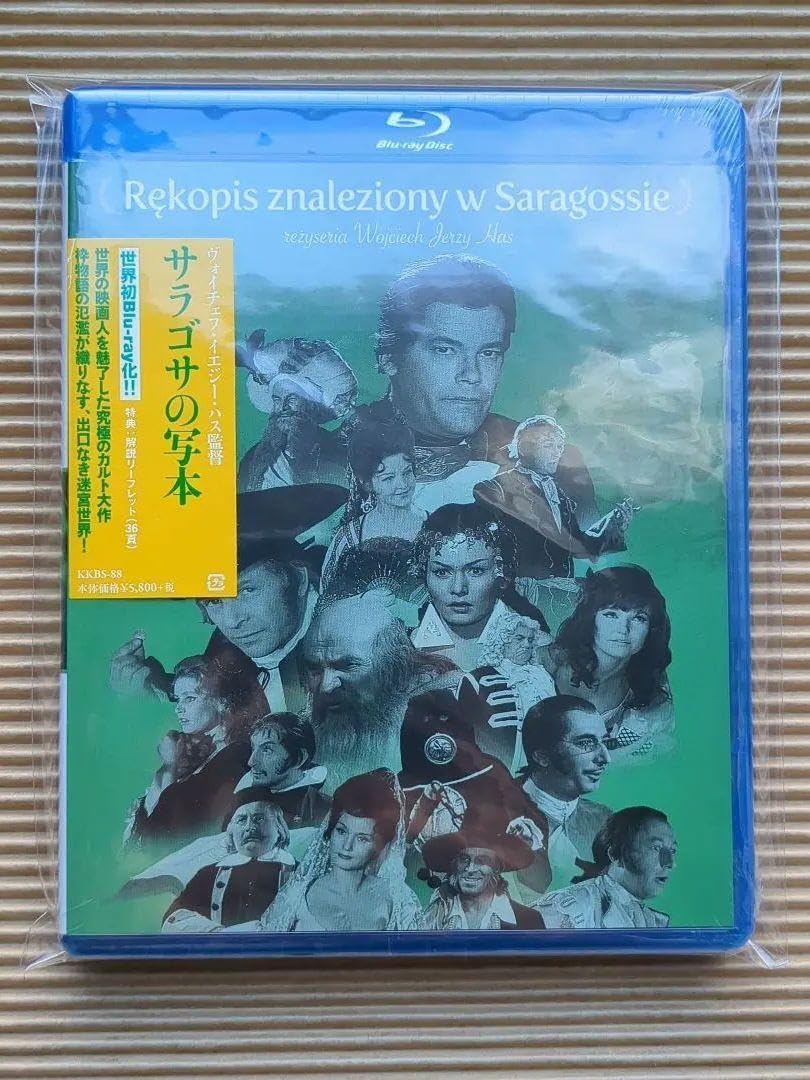 Blu-ray Disc
Rękopis znaleziony w Saragossie
reżyseria Wojciech Jerzy Has
ヴォイチェフ・イエジー・ハス監督
サラゴサの写本
世界初Blu-ray化!!
特典:解説リーフレット(36頁)
世界の映画人を魅了した究極のカルト大作
枠物語の氾濫が織りなす、出口なき迷宮世界!
KKBS-88
本体価格¥5,800+税